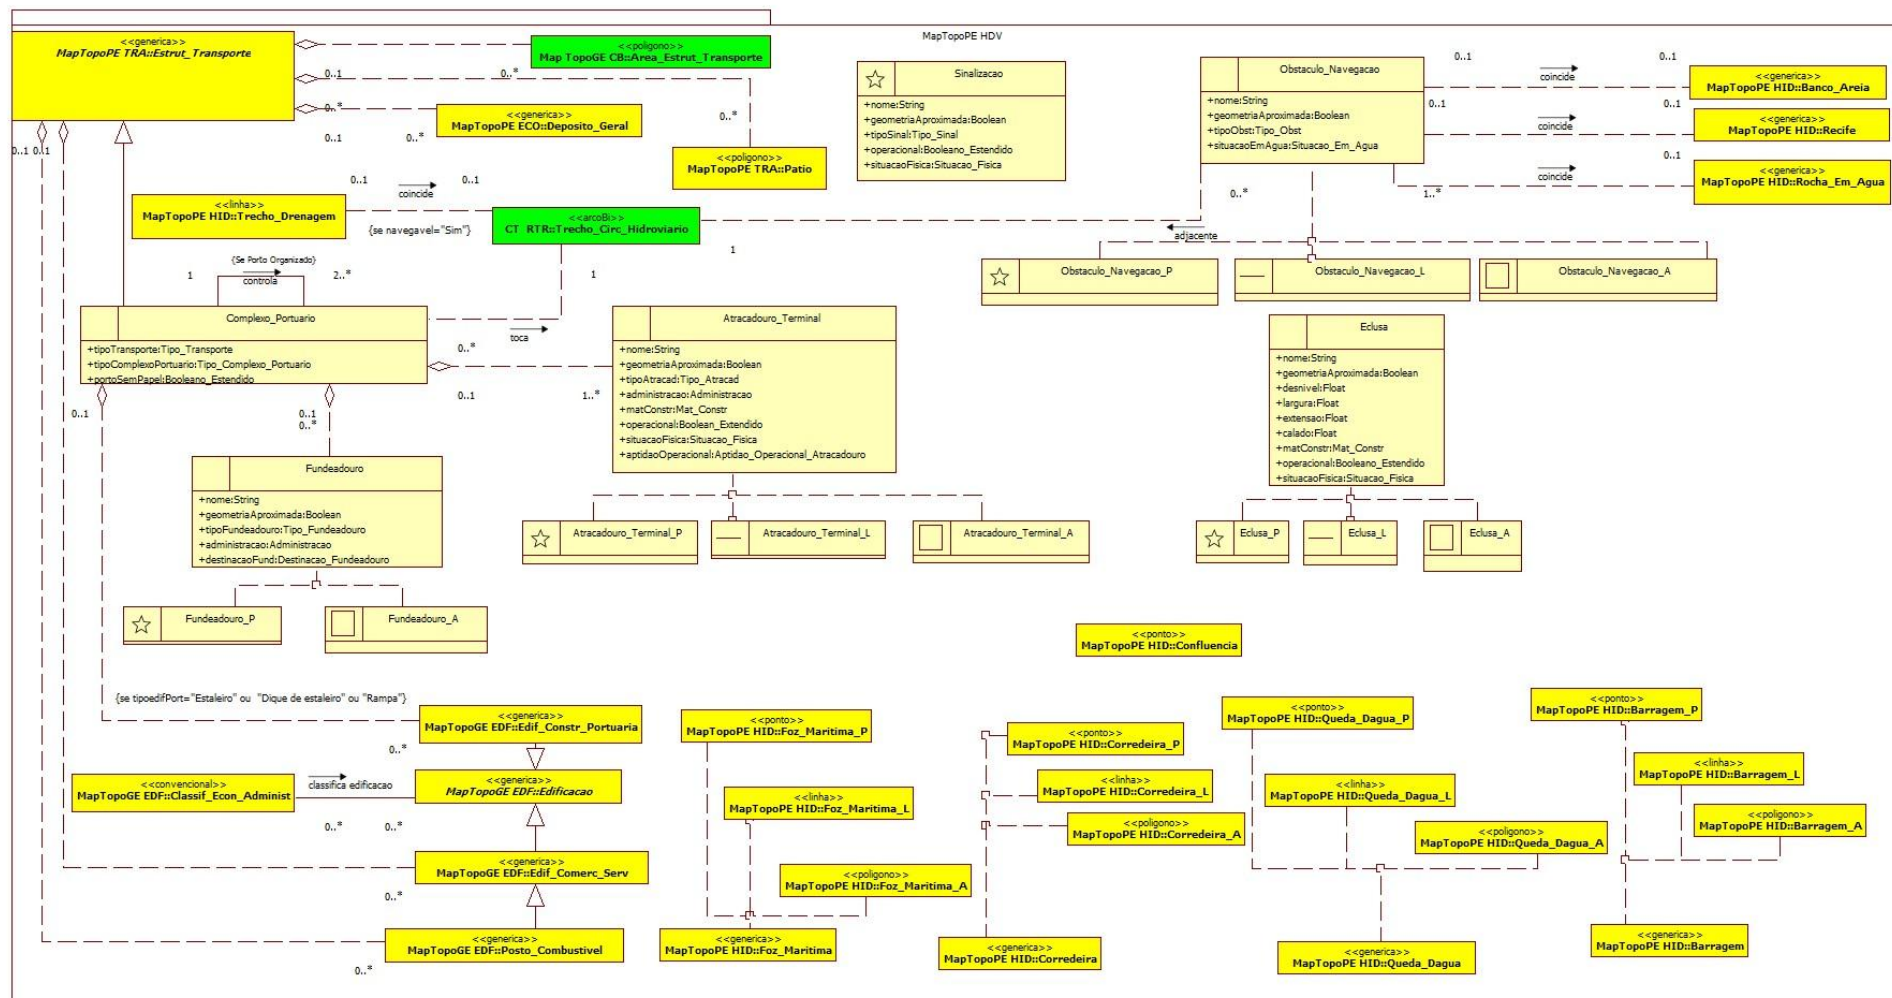 MapTopoPE HDV
<<generica>>
MapTopoPE TRA::Estrut_Transporte
<<poligono>>
Map TopoGE CB::Area_Estrut_Transporte
0..1
0..*
0..*
0..1
0..*
<<generica>>
MapTopoPE ECO::Deposito_Geral
0..*
<<poligono>>
MapTopoPE TRA::Patio
0..1
0..1
Sinalizacao
+nome:String
+geometriaAproximada:Boolean
+tipoSinal:Tipo_Sinal
+operacional:Booleano_Estendido
+situacaoFisica:Situacao_Fisica
Obstaculo_Navegacao
+nome:String
+geometriaAproximada:Boolean
+tipoObst:Tipo_Obst
+situacaoEmAgua:Situacao_Em_Agua
0..1
coincide
0..1
<<generica>>
MapTopoPE HID::Banco_Areia
0..1
coincide
0..1
<<generica>>
MapTopoPE HID::Recife
1..*
coincide
0..1
<<generica>>
MapTopoPE HID::Rocha_Em_Agua
0..*
adjacente
1
<<linha>>
MapTopoPE HID::Trecho_Drenagem
0..1
coincide
0..1
{se navegavel="Sim"}
<<arcoBi>>
CT RTR::Trecho_Circ_Hidroviario
1
Obstaculo_Navegacao_P
Obstaculo_Navegacao_L
Obstaculo_Navegacao_A
{Se Porto Organizado}
1
controla
2..*
Complexo_Portuario
+tipoTransporte:Tipo_Transporte
+tipoComplexoPortuario:Tipo_Complexo_Portuario
+portoSemPapel:Booleano_Estendido
toca
0..*
0..1
1..*
Atracadouro_Terminal
+nome:String
+geometriaAproximada:Boolean
+tipoAtracad:Tipo_Atracad
+administracao:Administracao
+matConstr:Mat_Constr
+operacional:Boolean_Extendido
+situacaoFisica:Situacao_Fisica
+aptidaoOperacional:Aptidao_Operacional_Atracadouro
Atracadouro_Terminal_P
Atracadouro_Terminal_L
Atracadouro_Terminal_A
Eclusa
+nome:String
+geometriaAproximada:Boolean
+desnivel:Float
+largura:Float
+extensao:Float
+calado:Float
+matConstr:Mat_Constr
+operacional:Booleano_Estendido
+situacaoFisica:Situacao_Fisica
Eclusa_P
Eclusa_L
Eclusa_A
0..1
0..1
0..*
Fundeadouro
+nome:String
+geometriaAproximada:Boolean
+tipoFundeadouro:Tipo_Fundeadouro
+administracao:Administracao
+destinacaoFund:Destinacao_Fundeadouro
Fundeadouro_P
Fundeadouro_A
<<ponto>>
MapTopoPE HID::Confluencia
{se tipoedifPort="Estaleiro" ou "Dique de estaleiro" ou "Rampa"}
<<generica>>
MapTopoGE EDF::Edif_Constr_Portuaria
0..*
<<generica>>
MapTopoGE EDF::Edificacao
<<convencional>>
MapTopoGE EDF::Classif_Econ_Administ
classifica edificacao
0..*
0..*
<<generica>>
MapTopoGE EDF::Edif_Comerc_Serv
0..*
<<generica>>
MapTopoGE EDF::Posto_Combustivel
0..*
<<ponto>>
MapTopoPE HID::Foz_Maritima_P
<<linha>>
MapTopoPE HID::Foz_Maritima_L
<<poligono>>
MapTopoPE HID::Foz_Maritima_A
<<generica>>
MapTopoPE HID::Foz_Maritima
<<ponto>>
MapTopoPE HID::Corredeira_P
<<linha>>
MapTopoPE HID::Corredeira_L
<<poligono>>
MapTopoPE HID::Corredeira_A
<<generica>>
MapTopoPE HID::Corredeira
<<ponto>>
MapTopoPE HID::Queda_Dagua_P
<<linha>>
MapTopoPE HID::Queda_Dagua_L
<<poligono>>
MapTopoPE HID::Queda_Dagua_A
<<generica>>
MapTopoPE HID::Queda_Dagua
<<ponto>>
MapTopoPE HID::Barragem_P
<<linha>>
MapTopoPE HID::Barragem_L
<<poligono>>
MapTopoPE HID::Barragem_A
<<generica>>
MapTopoPE HID::Barragem